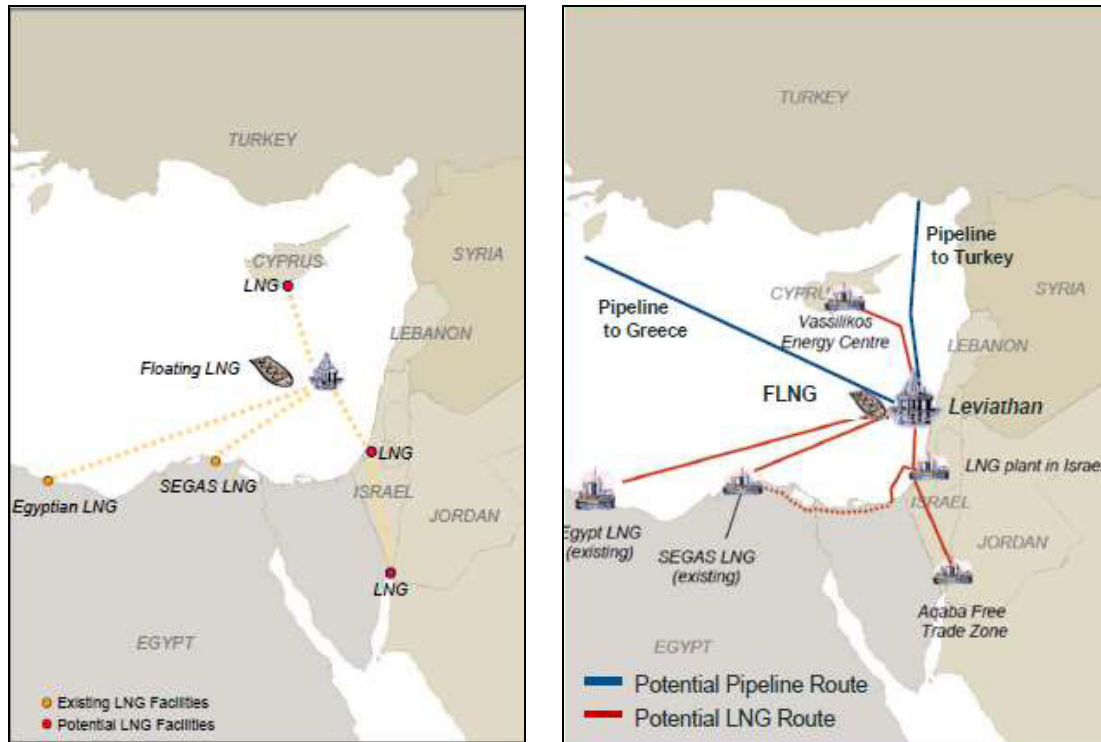 TURKEY
CYPRUS
LNG
SYRIA
LEBANON
Floating LNG
LNG
SEGAS LNG
Egyptian LNG
ISRAEL
JORDAN
LNG
EGYPT
Existing LNG Facilities
Potential LNG Facilities
TURKEY
Pipeline
to Turkey
SYRIA
CYPRU
Pipeline
to Greece
Vassilikos
Energy Centre
LEBANON
FLNG
Leviathan
LNG plant in Israe
ISRAEL
Egypt LNG
(existing)
SEGAS LNG
(existing)
JORDAN
Aqaba Free
Trade Zone
EGYPT
Potential Pipeline Route
Potential LNG Route